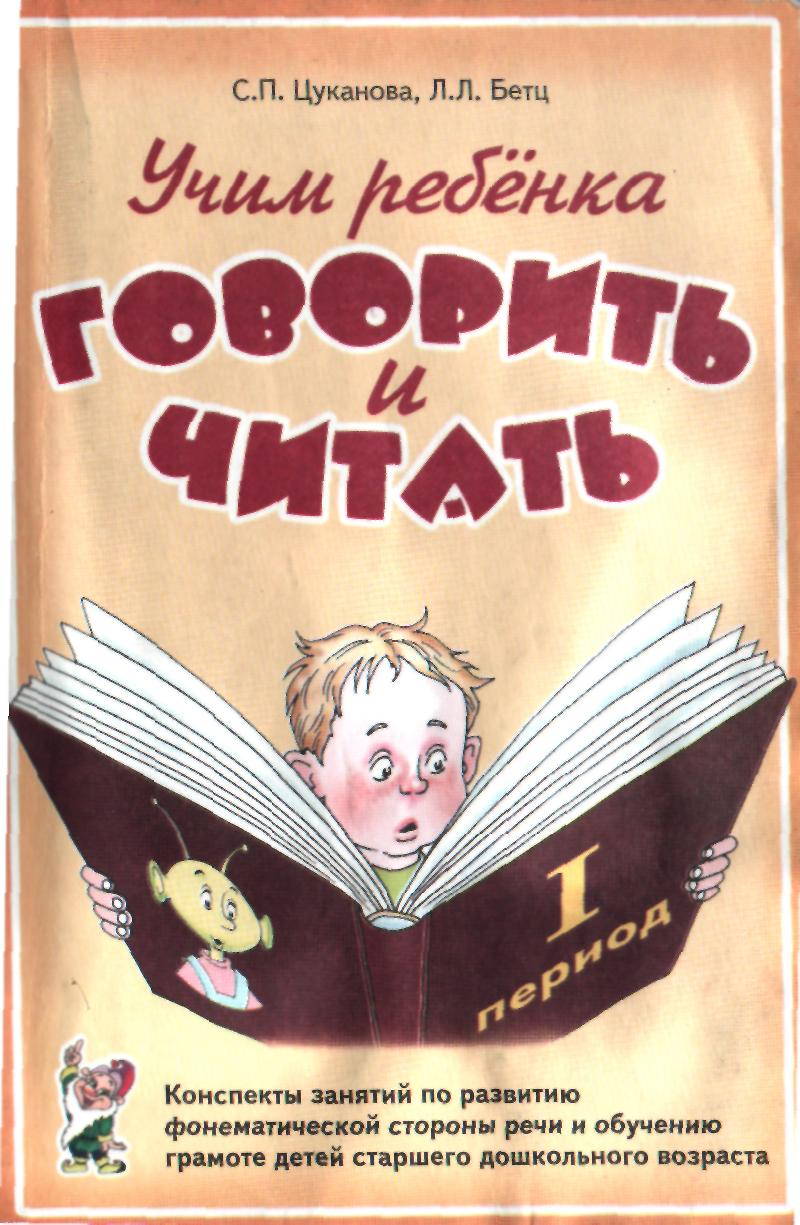 С.П. Цуканова, Л.Л. Бетц
Учим ребёнка
ГОВОРИТЬ
и
ЧИТАТЬ
I
период
Конспекты занятий по развитию
фонематической стороны речи и обучению
грамоте детей старшего дошкольного возраста